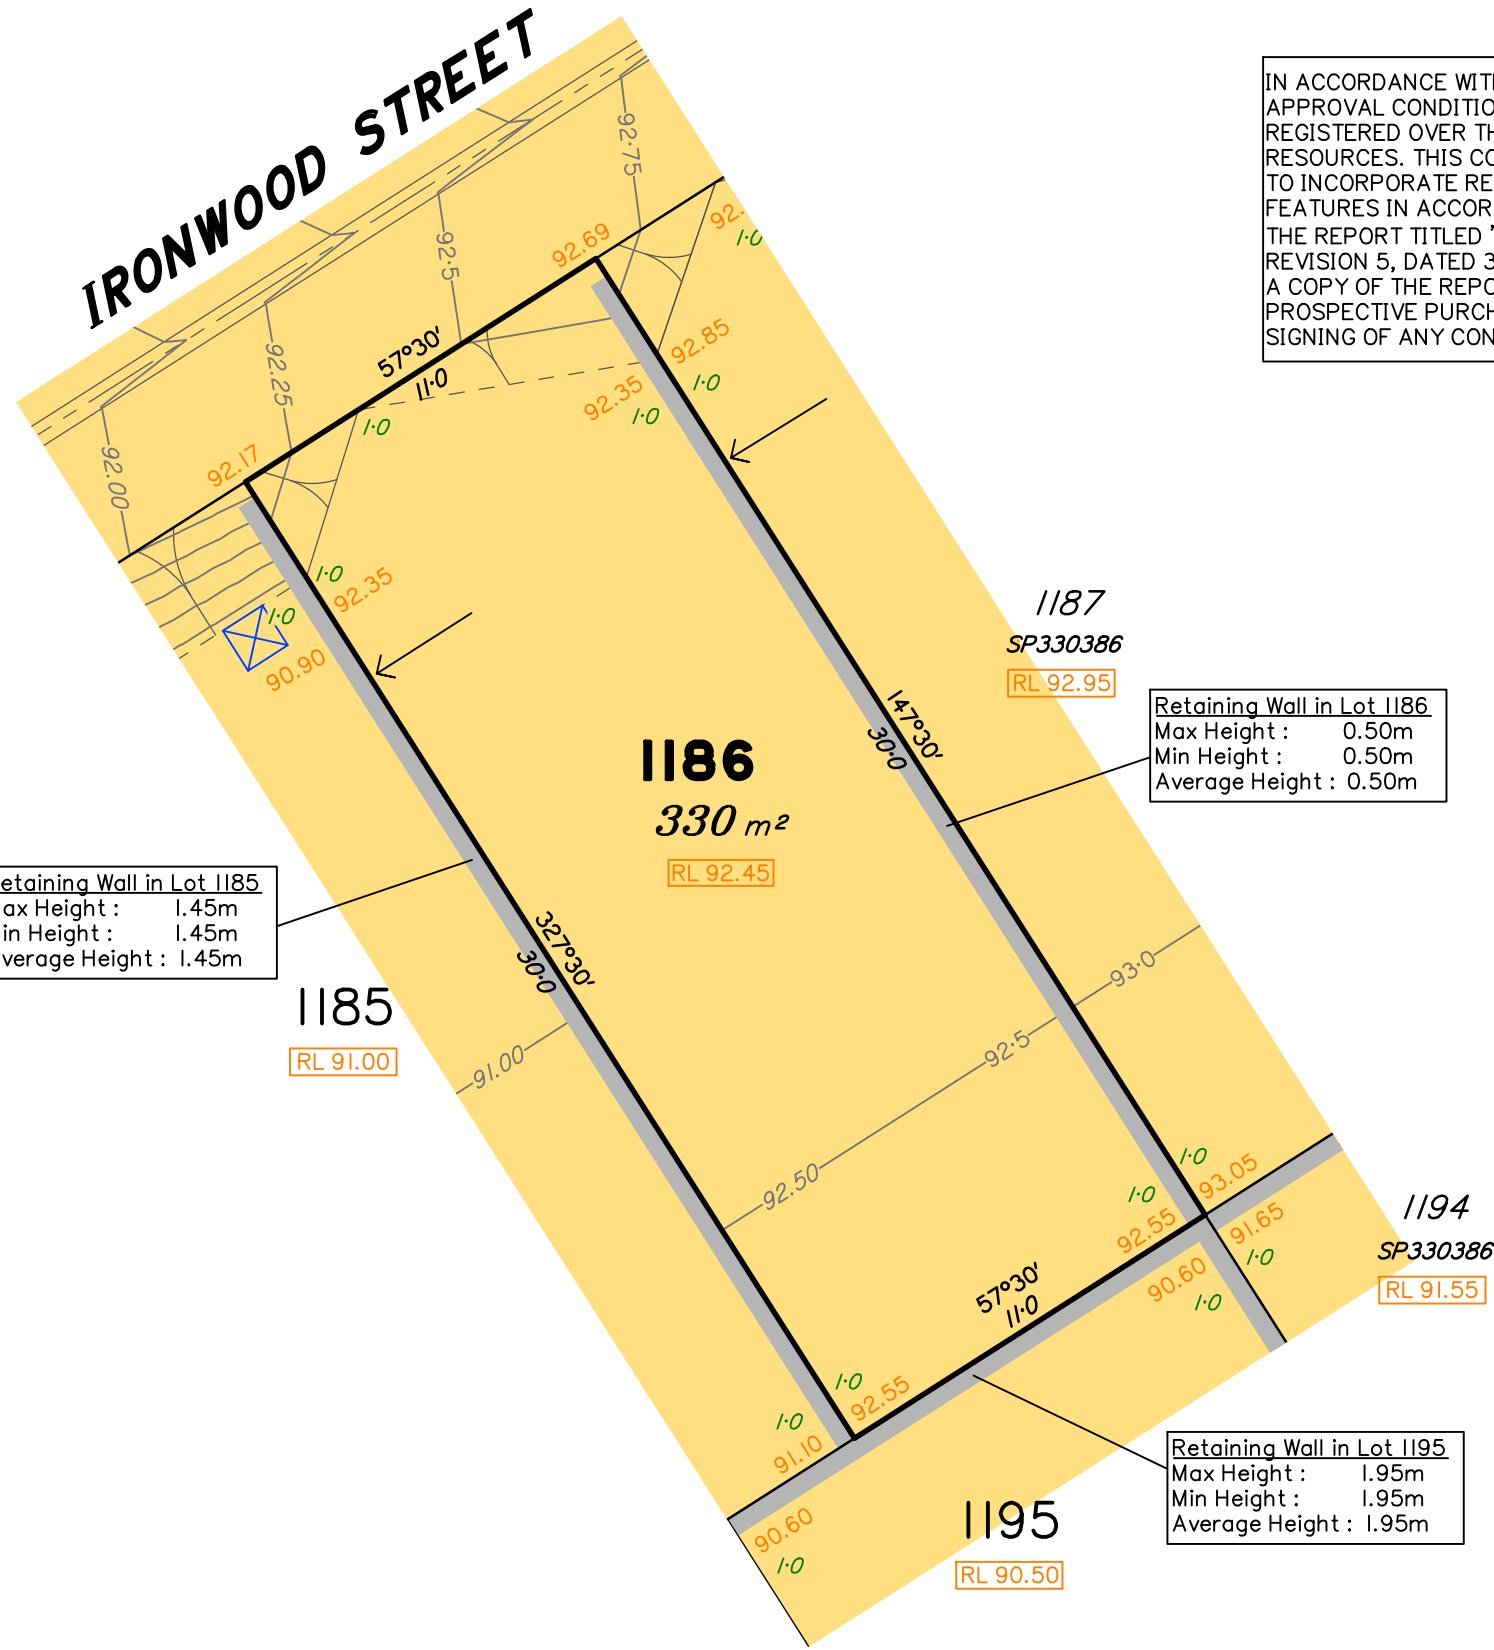 IRONWOOD STREET
IN ACCORDANCE WITH
APPROVAL CONDITIO
REGISTERED OVER TH
RESOURCES. THIS CO
TO INCORPORATE RE
FEATURES IN ACCOR
THE REPORT TITLED '
REVISION 5, DATED 3
A COPY OF THE REPO
PROSPECTIVE PURCH
SIGNING OF ANY CON
92.75
92.5
92.25
92.00
92.69
92.
1.0
57°30'
11.0
92.17
92.85
1.0
92.35
1.0
1.0
1.0
92.35
1.0
90.90
1187
SP330386
RL 92.95
147°30'
30.0
Retaining Wall in Lot 1186
Max Height : 0.50m
Min Height : 0.50m
Average Height : 0.50m
1186
330 m²
RL 92.45
etaining Wall in Lot 1185
ax Height : 1.45m
in Height : 1.45m
verage Height : 1.45m
327°30'
30.0
1185
RL 91.00
91.00
93.0
92.5
92.50
1.0
93.05
1.0
92.55
91.65
1.0
90.60
1.0
1194
SP330386
RL 91.55
57°30'
11.0
1.0
92.55
1.0
91.10
90.60
1.0
1195
RL 90.50
Retaining Wall in Lot 1195
Max Height : 1.95m
Min Height : 1.95m
Average Height : 1.95m